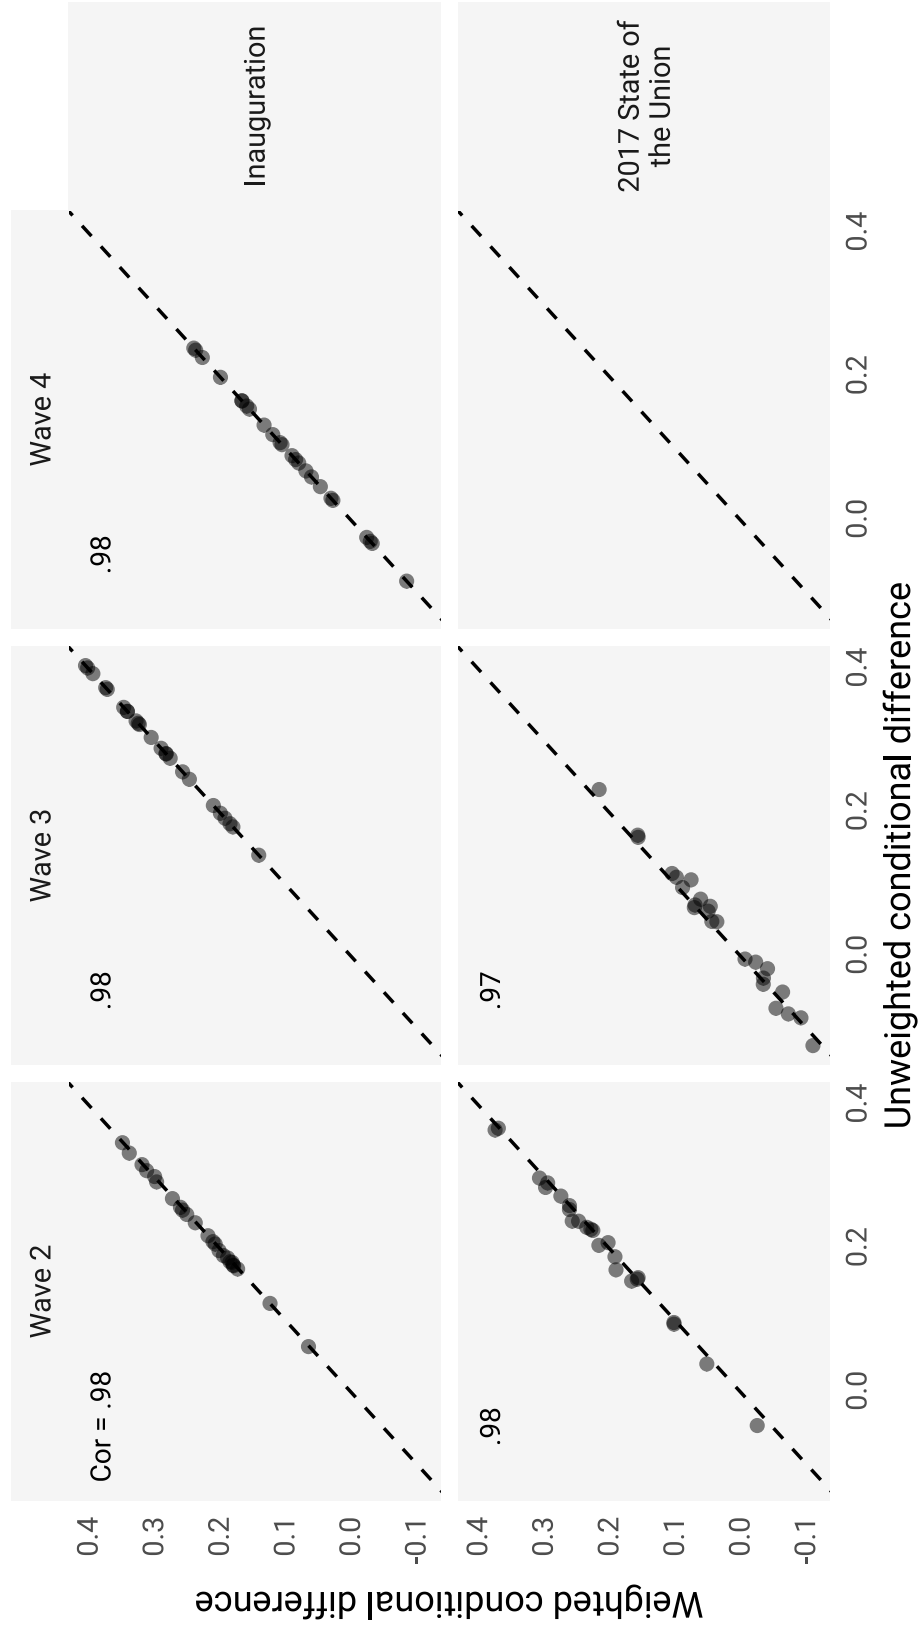 Wave 2
Wave 3
Wave 4
Cor = .98
.98
.98
Inauguration
.98
.97
2017 State of
the Union
0.4
0.3
0.2
0.1
0.0
-0.1
0.4
0.3
0.2
0.1
0.0
-0.1
Weighted conditional difference
0.0
0.2
0.4
0.0
0.2
0.4
0.0
0.2
0.4
Unweighted conditional difference